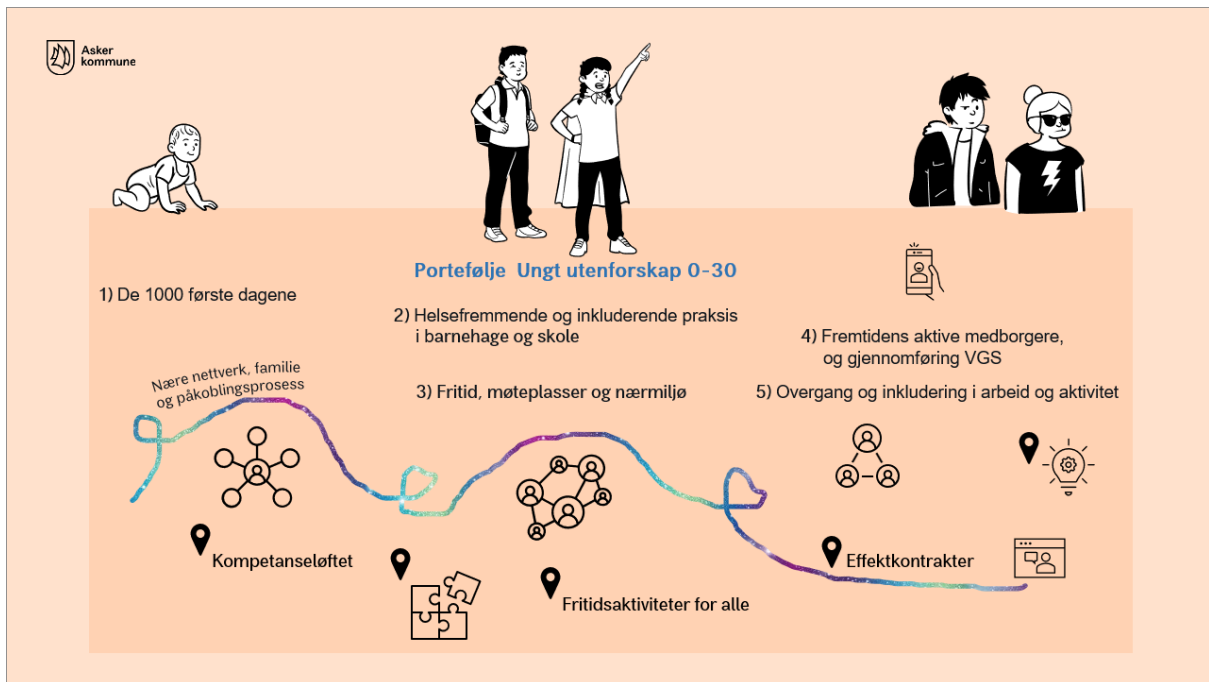 Asker
kommune
Portefølje Ungt utenforskap 0-30
1) De 1000 første dagene
2) Helsefremmende og inkluderende praksis
i barnehage og skole
4) Fremtidens aktive medborgere,
og gjennomføring VGS
Nære nettverk, familie
og påkoblingsprosess
3) Fritid, møteplasser og nærmiljø
5) Overgang og inkludering i arbeid og aktivitet
Kompetanseløftet
Effektkontrakter
Fritidsaktiviteter for alle